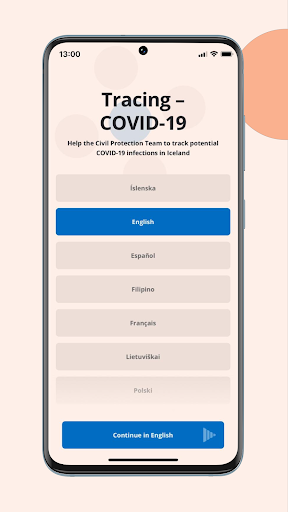 13:00
Tracing –
COVID-19
Help the Civil Protection Team to track potential
COVID-19 infections in Iceland
Íslenska
English
Español
Filipino
Français
Lietuviškai
Polski
Continue in English